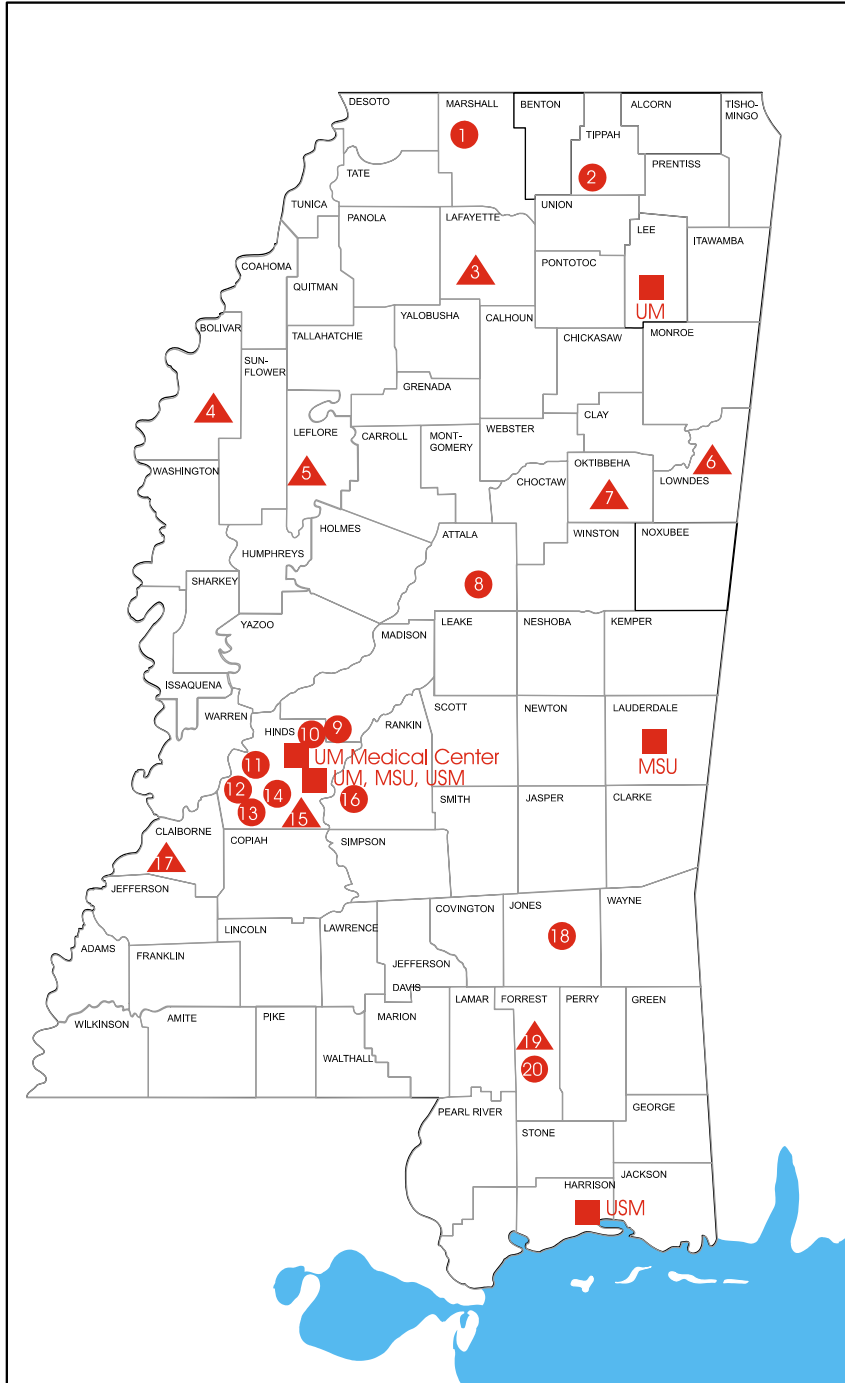 DESOTO
MARSHALL
BENTON
ALCORN
TISHO-
MINGO
1
TIPPAH
2
PRENTISS
TATE
TUNICA
PANOLA
LAFAYETTE
UNION
LEE
ITAWAMBA
COAHOMA
QUITMAN
3
PONTOTOC
UM
BOLIVAR
TALLAHATCHIE
YALOBUSHA
CALHOUN
CHICKASAW
MONROE
SUN-
FLOWER
GRENADA
4
LEFLORE
CARROLL
MONT-
GOMERY
WEBSTER
CLAY
WASHINGTON
5
CHOCTAW
OKTIBBEHA
7
6
LOWNDES
HOLMES
HUMPHREYS
ATTALA
WINSTON
NOXUBEE
SHARKEY
8
YAZOO
MADISON
LEAKE
NESHOBA
KEMPER
ISSAQUENA
WARREN
HINDS
10
9
RANKIN
SCOTT
NEWTON
LAUDERDALE
UM Medical Center
UM, MSU, USM
MSU
11
12
13
14
15
16
SMITH
JASPER
CLARKE
CLAIBORNE
17
COPIAH
SIMPSON
JEFFERSON
COVINGTON
JONES
WAYNE
LINCOLN
LAWRENCE
18
ADAMS
FRANKLIN
JEFFERSON
DAVIS
WILKINSON
AMITE
PIKE
MARION
LAMAR
FORREST
PERRY
GREEN
WALTHALL
19
20
PEARL RIVER
GEORGE
STONE
JACKSON
HARRISON
USM